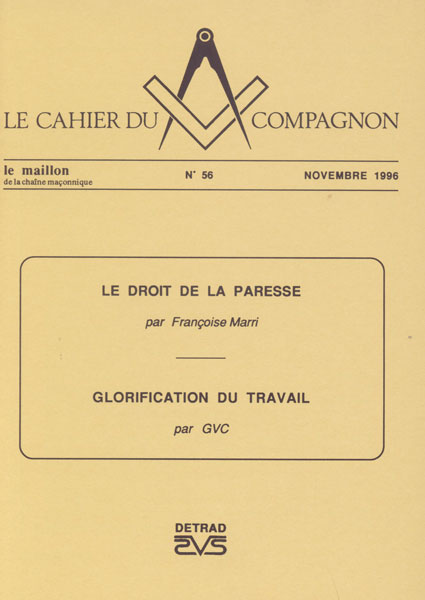 LE CAHIER DU COMPAGNON
le maillon
de la chaîne maçonnique
N° 56
NOVEMBRE 1996
LE DROIT DE LA PARESSE
par Françoise Marri
GLORIFICATION DU TRAVAIL
par GVC
DETRAD